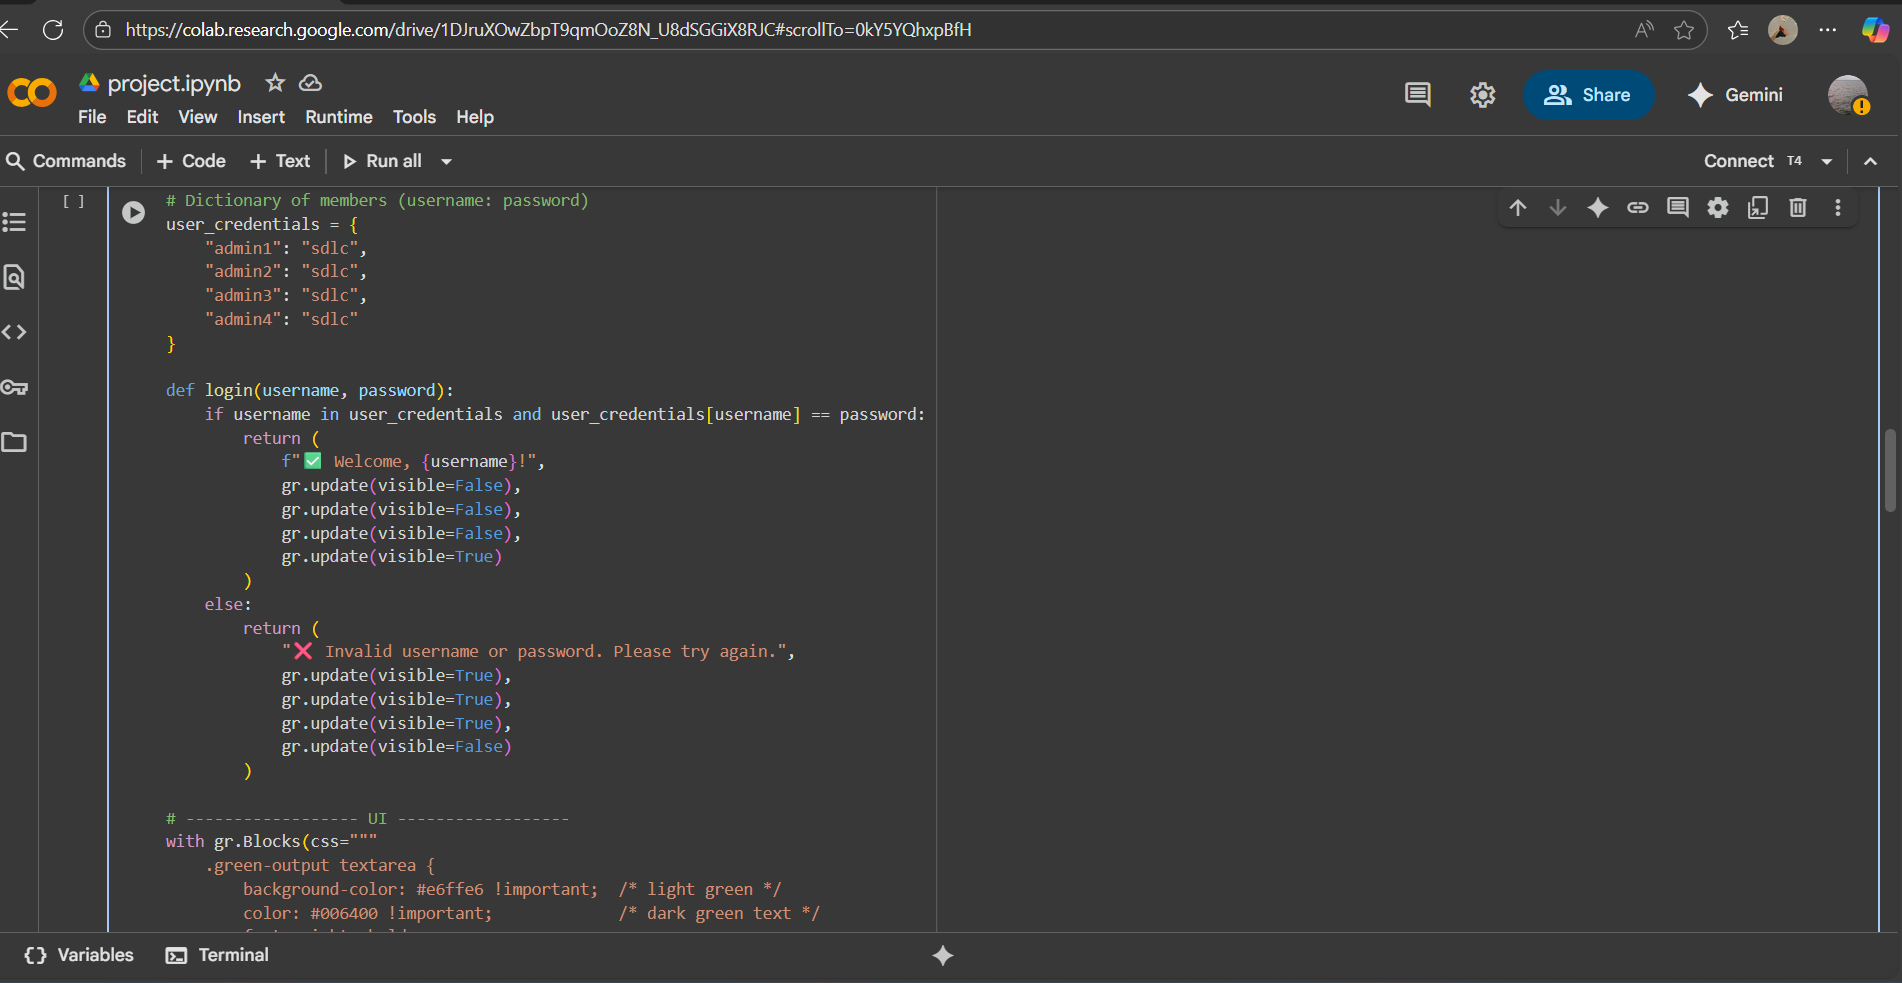 https://colab.research.google.com/drive/1DJruXOwZbpT9qmOoZ8N_U8dSGGiX8RJC#scrollTo=0kY5YQhxpBfH
project.ipynb
File Edit View Insert Runtime Tools Help
Share
Gemini
Commands + Code + Text Run all
Connect T4
[ ]
# Dictionary of members (username: password)
user_credentials = {
    "admin1": "sdlc",
    "admin2": "sdlc",
    "admin3": "sdlc",
    "admin4": "sdlc"
}
def login(username, password):
    if username in user_credentials and user_credentials[username] == password:
        return (
            f"✅ Welcome, {username}!",
            gr.update(visible=False),
            gr.update(visible=False),
            gr.update(visible=False),
            gr.update(visible=True)
        )
    else:
        return (
            "❌ Invalid username or password. Please try again.",
            gr.update(visible=True),
            gr.update(visible=True),
            gr.update(visible=True),
            gr.update(visible=False)
        )
# ------------------ UI ------------------
with gr.Blocks(css="""
    .green-output textarea {
        background-color: #e6ffe6 !important;  /* light green */
        color: #006400 !important;             /* dark green text */
Variables Terminal